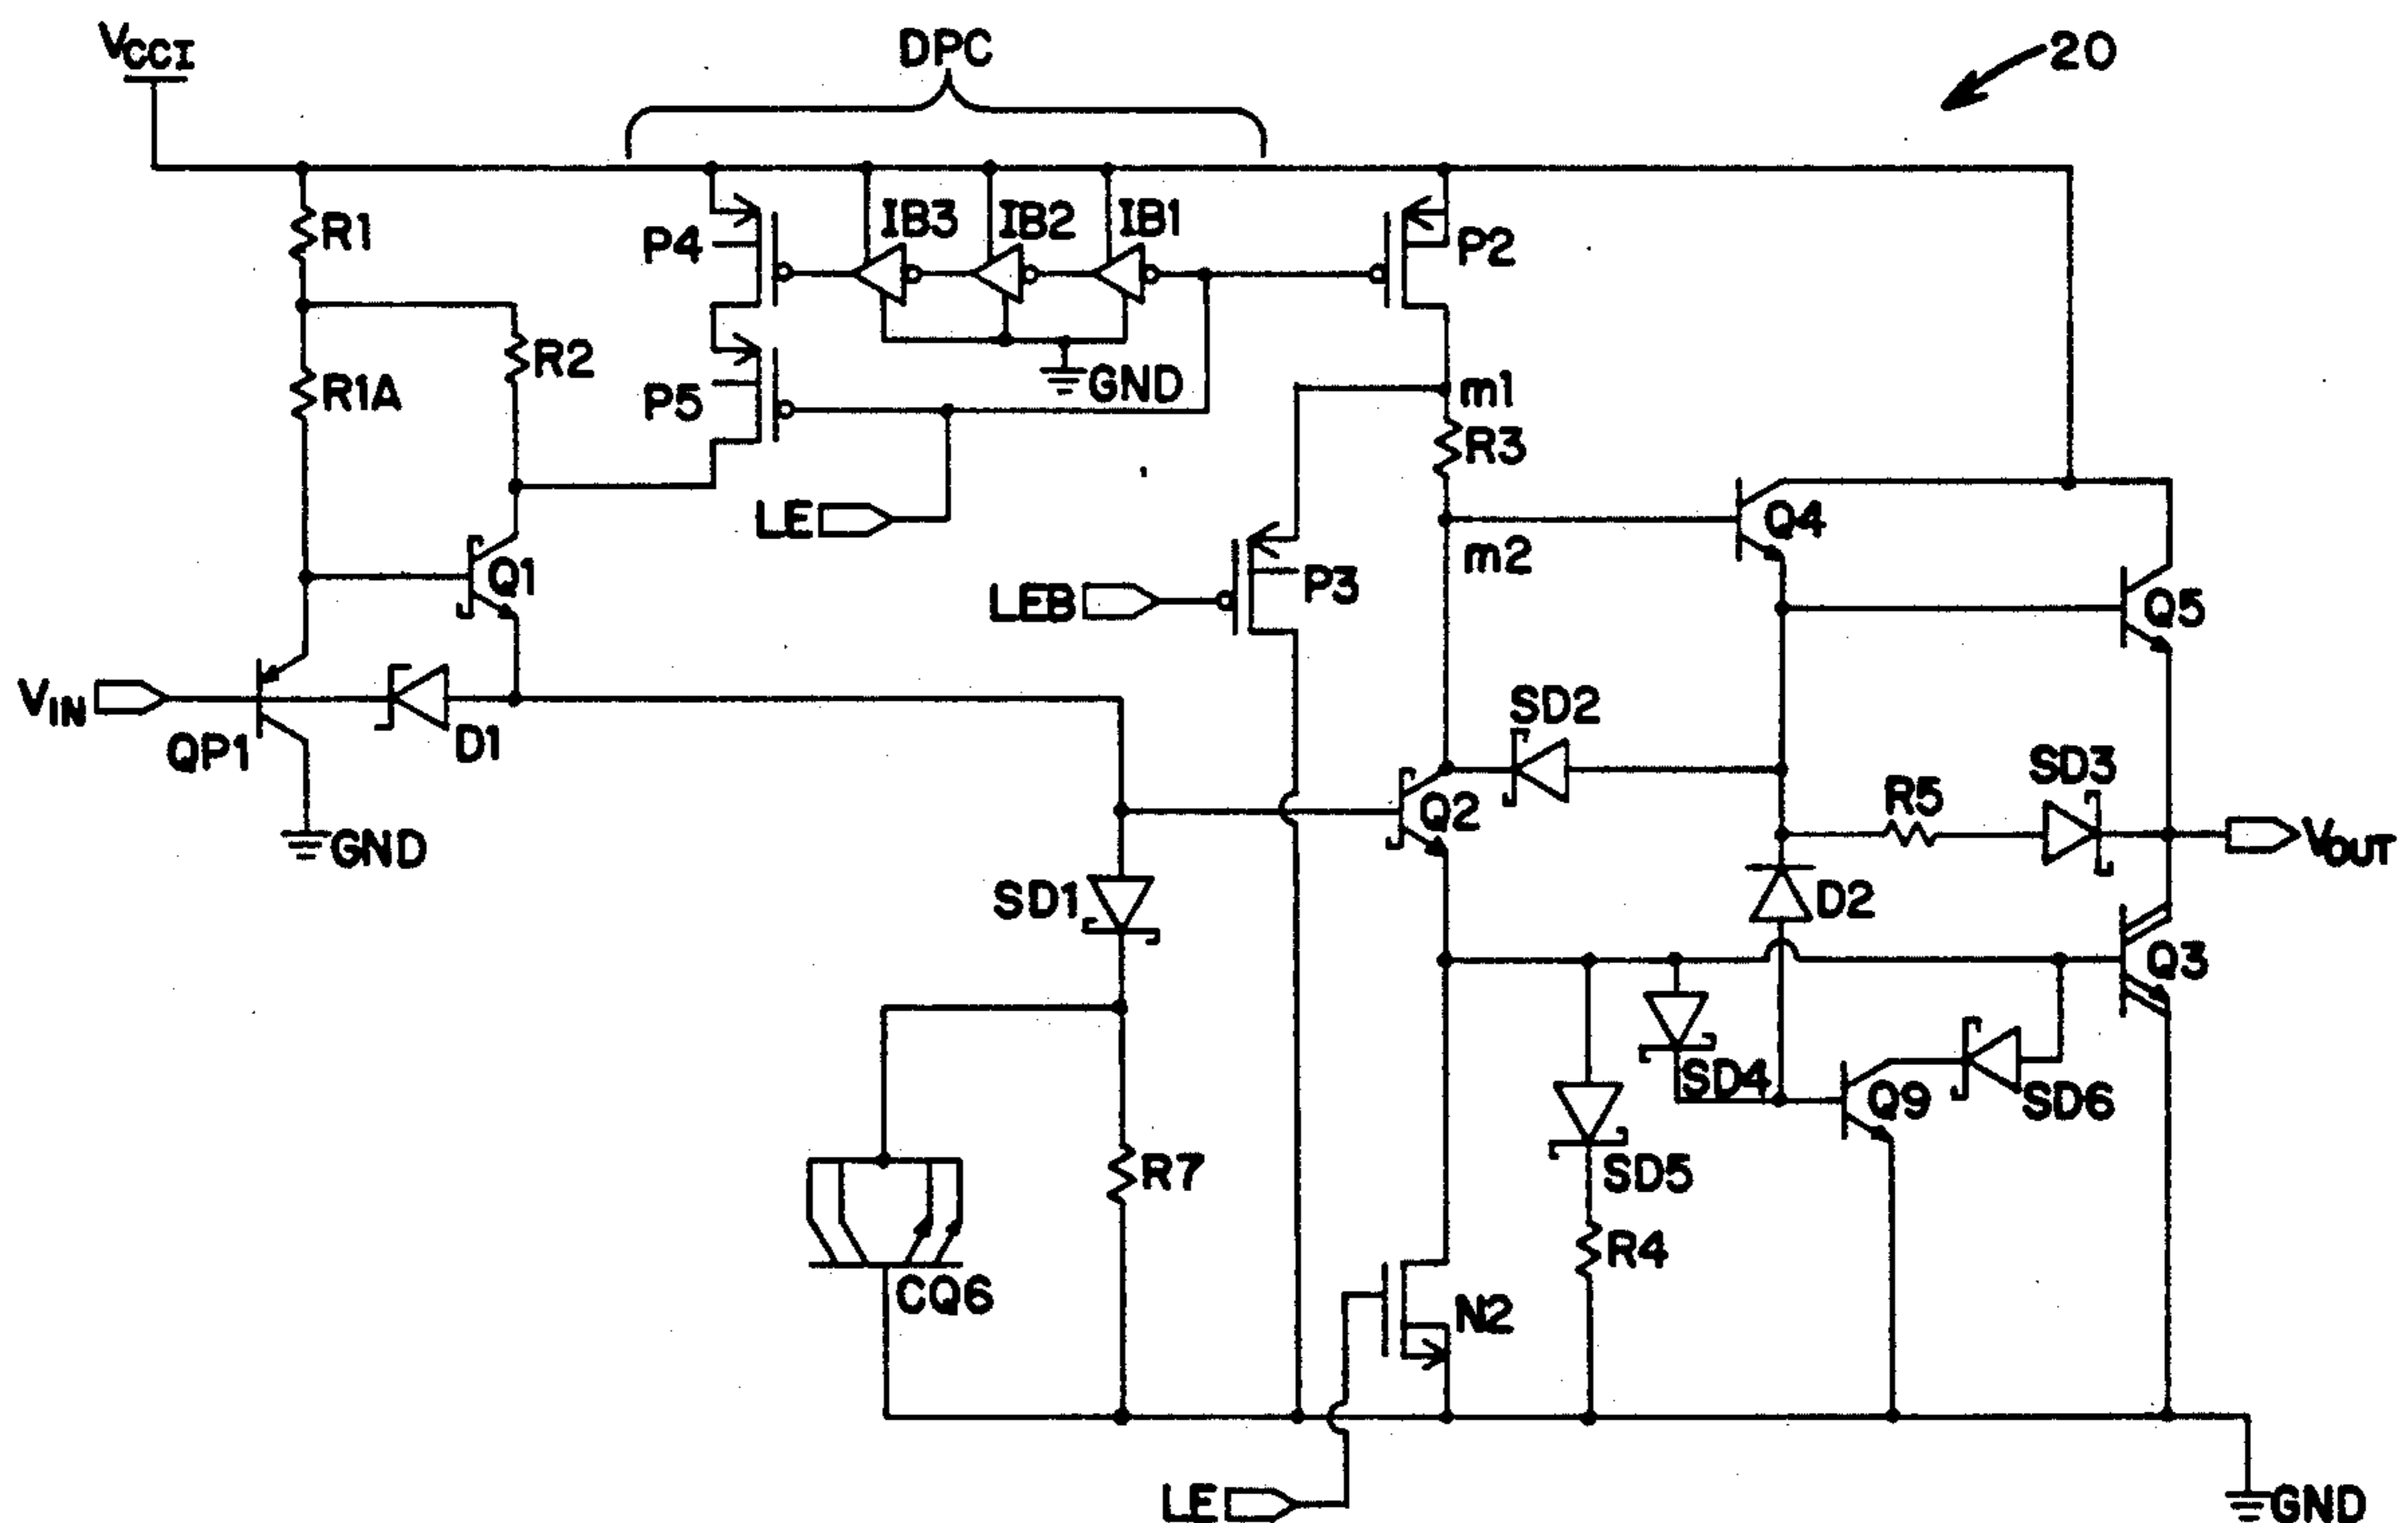 VCCI
DPC
20
R1
P4
IB3
IB2
IB1
P2
R1A
R2
P5
GND
m1
R3
LE
Q4
Q1
m2
LEB
P3
Q5
VIN
QP1
D1
SD2
GND
Q2
R5
SD3
VOUT
SD1
D2
Q3
SD4
Q9
SD6
R7
SD5
R4
CQ6
N2
LE
GND